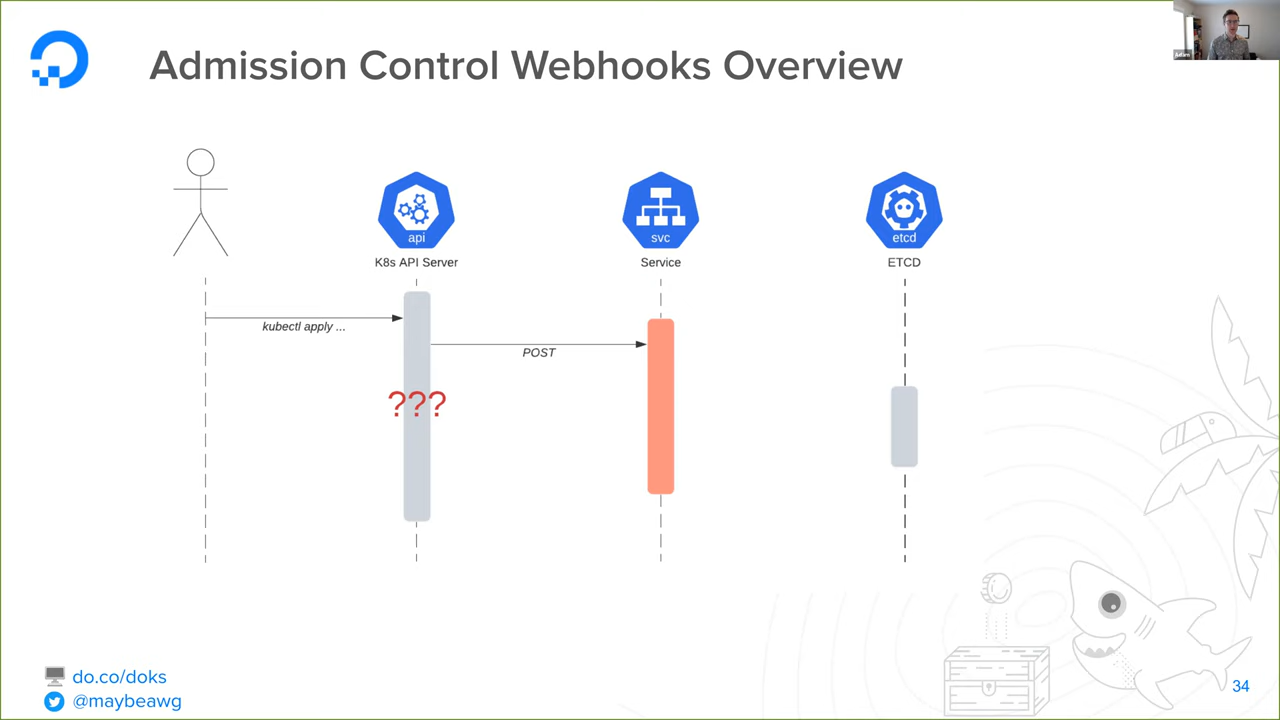 Admission Control Webhooks Overview
Adam
api
svc
etcd
K8s API Server
Service
ETCD
kubectl apply ...
POST
???
do.co/doks
@maybeawg
34